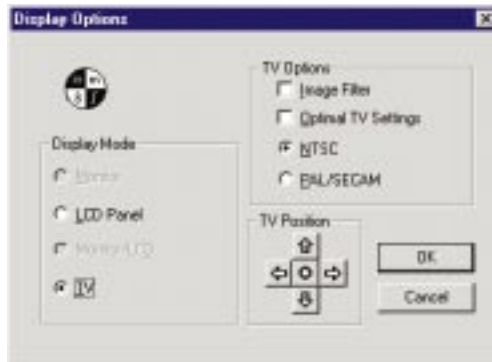 Display Options
TV Options
Image Filter
Optimal TV Settings
NTSC
PAL/SECAM
Display Mode
Monitor
LCD Panel
Monitor/LCD
TV
TV Position
OK
Cancel